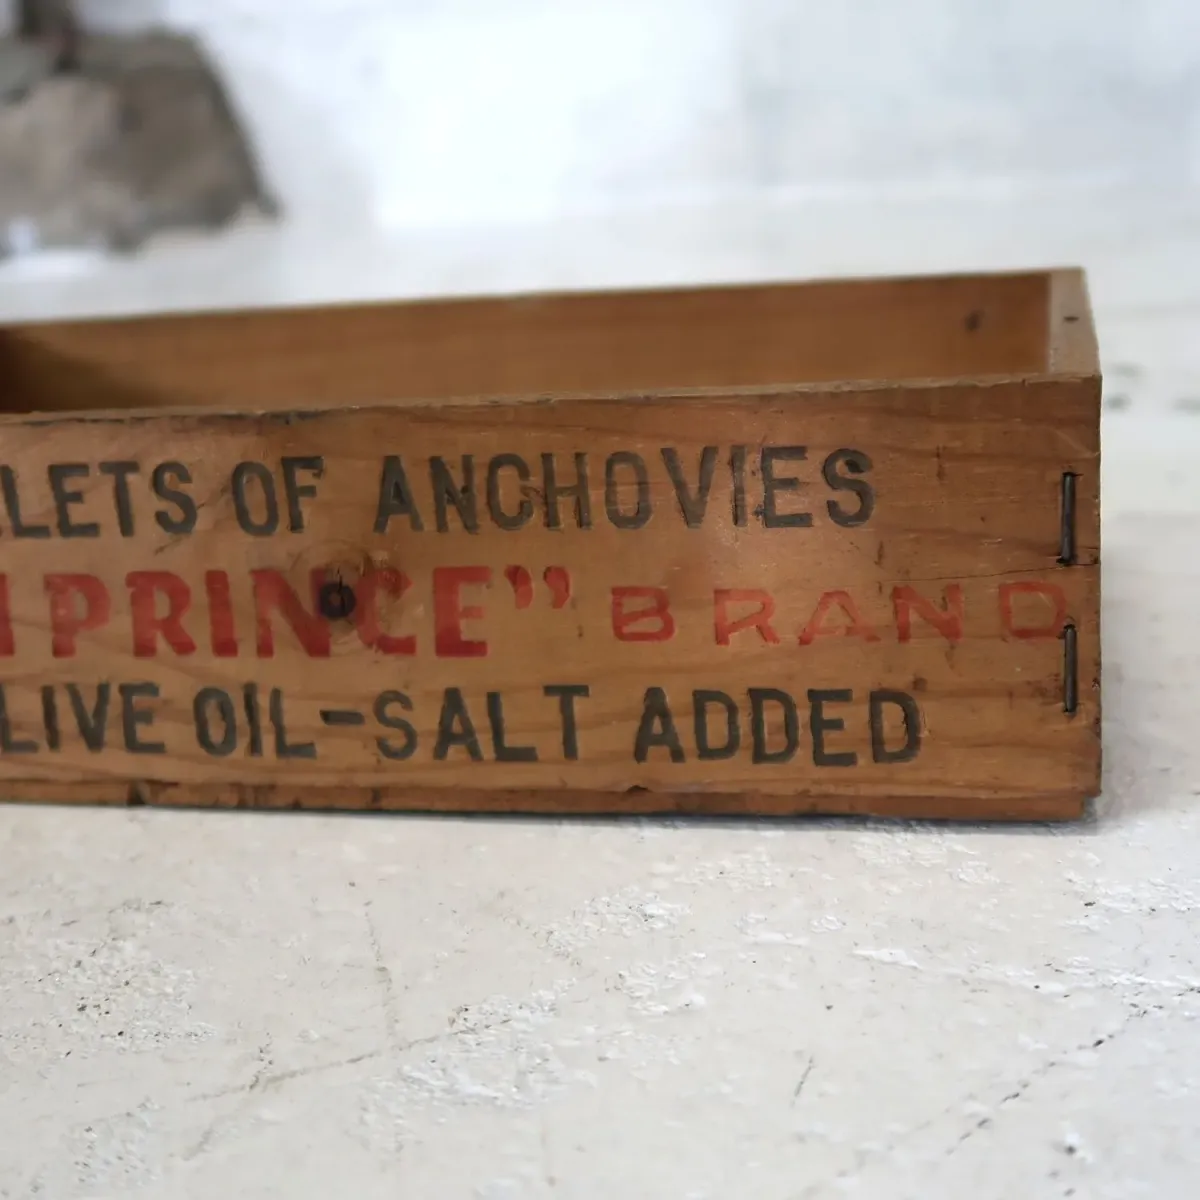 LETS OF ANCHOVIES
PRINCE" BRAND
LIVE OIL-SALT ADDED